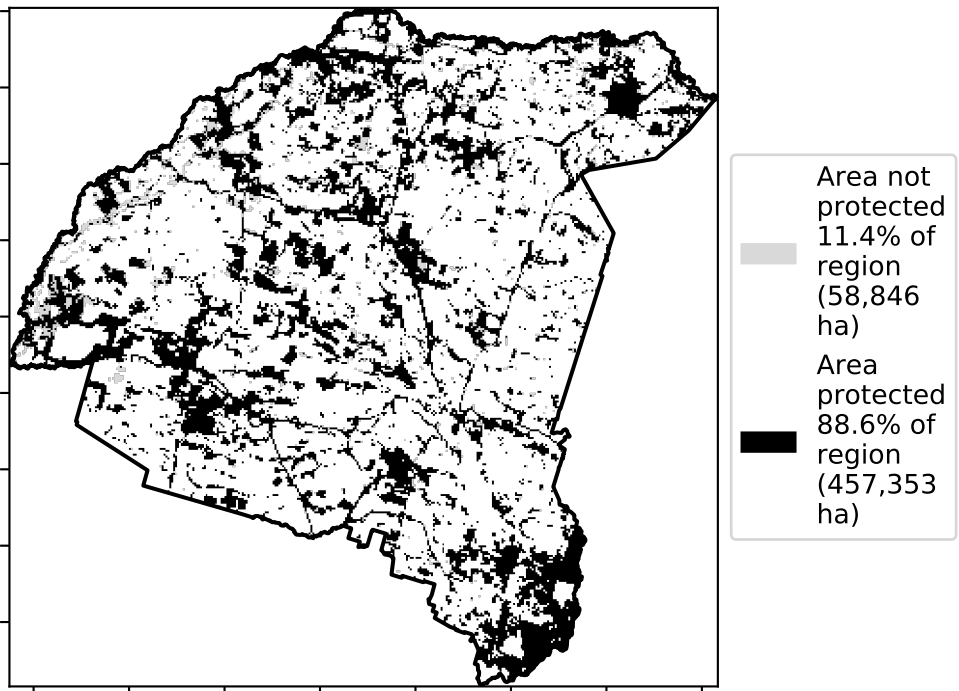 Area not
protected
11.4% of
region
(58,846
ha)
Area
protected
88.6% of
region
(457,353
ha)